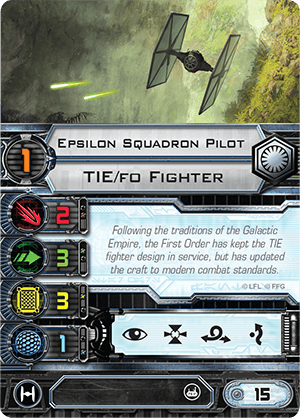 Epsilon Squadron Pilot
1
TIE/fo Fighter
2
3
3
1
Following the traditions of the Galactic
Empire, the First Order has kept the TIE
fighter design in service, but has updated
the craft to modern combat standards.
©LFL ©FFG
15